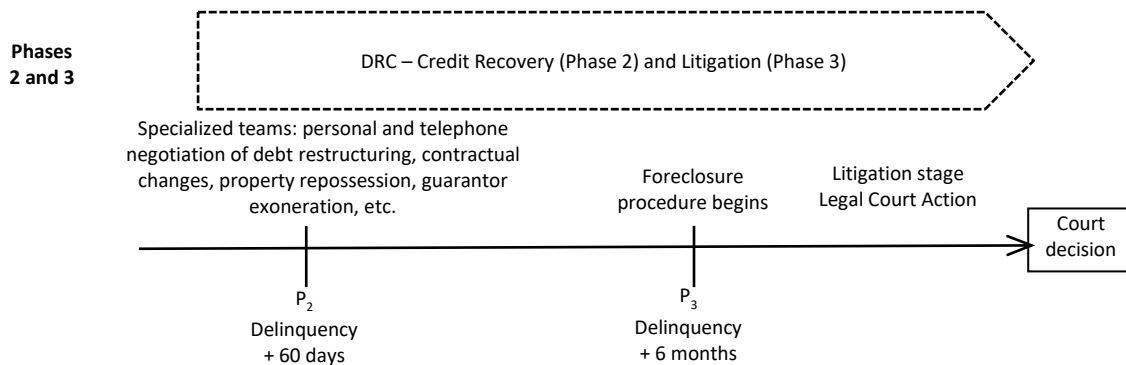 Phases
2 and 3
DRC – Credit Recovery (Phase 2) and Litigation (Phase 3)
Specialized teams: personal and telephone
negotiation of debt restructuring, contractual
changes, property repossession, guarantor
exoneration, etc.
Foreclosure
procedure begins
Litigation stage
Legal Court Action
Court
decision
P2
Delinquency
+ 60 days
P3
Delinquency
+ 6 months